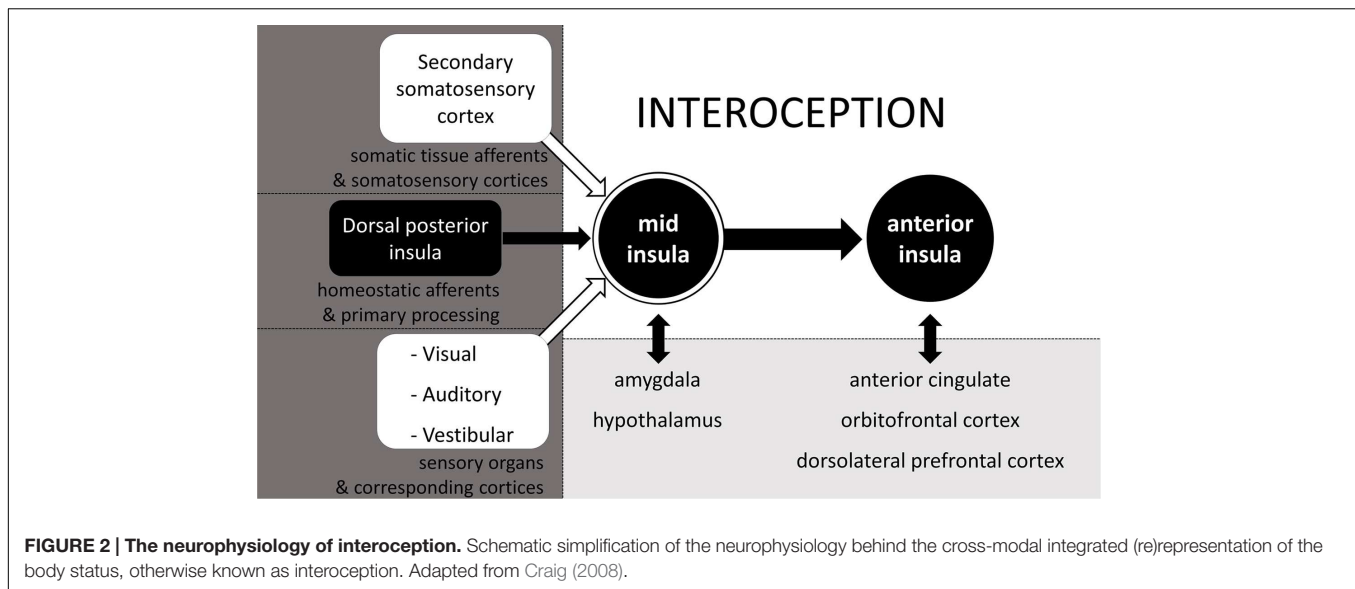 Secondary
somatosensory
cortex
INTEROCEPTION
somatic tissue afferents
& somatosensory cortices
Dorsal posterior
insula
mid
insula
anterior
insula
homeostatic afferents
& primary processing
- Visual
- Auditory
- Vestibular
sensory organs
& corresponding cortices
amygdala
hypothalamus
anterior cingulate
orbitofrontal cortex
dorsolateral prefrontal cortex
FIGURE 2 | The neurophysiology of interoception. Schematic simplification of the neurophysiology behind the cross-modal integrated (re)representation of the
body status, otherwise known as interoception. Adapted from Craig (2008).